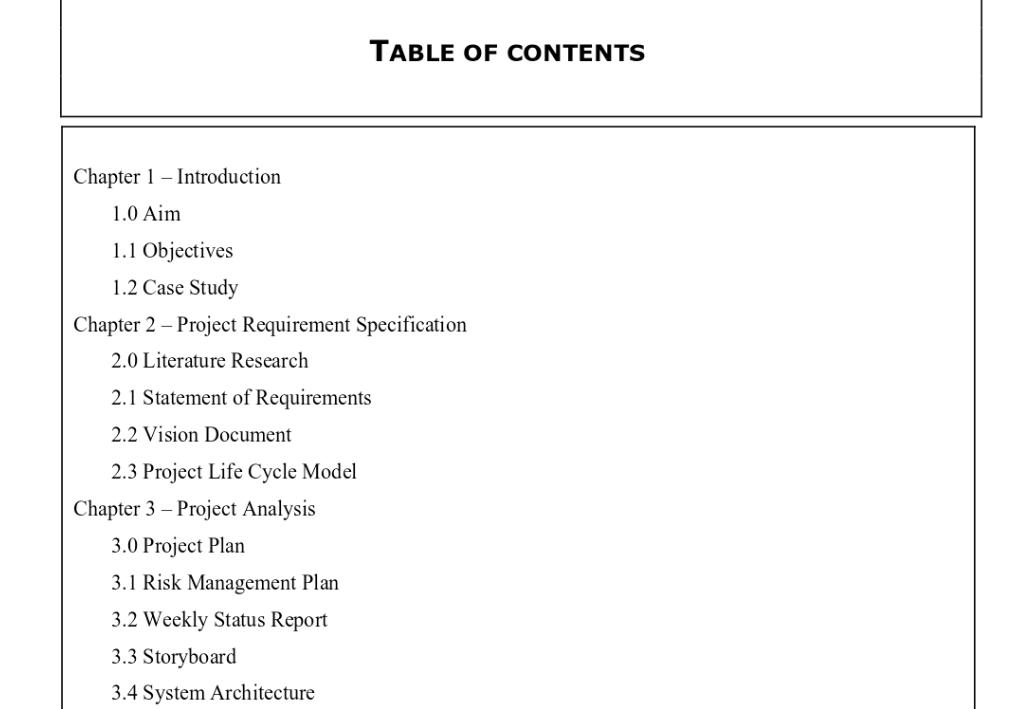 TABLE OF CONTENTS
Chapter 1 – Introduction
1.0 Aim
1.1 Objectives
1.2 Case Study
Chapter 2 – Project Requirement Specification
2.0 Literature Research
2.1 Statement of Requirements
2.2 Vision Document
2.3 Project Life Cycle Model
Chapter 3 – Project Analysis
3.0 Project Plan
3.1 Risk Management Plan
3.2 Weekly Status Report
3.3 Storyboard
3.4 System Architecture